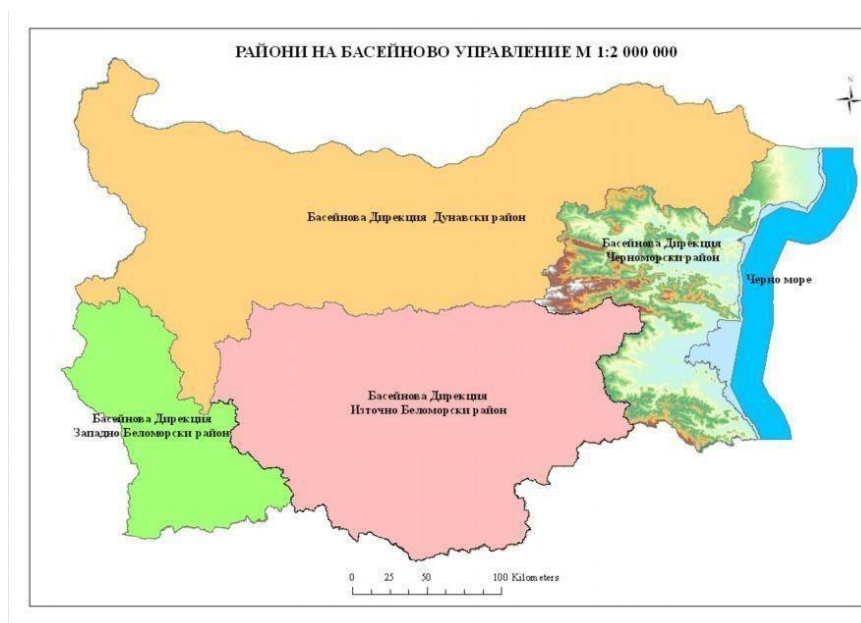 РАЙОНИ НА БАСЕЙНОВО УПРАВЛЕНИЕ М 1:2 000 000
N
Басейнова Дирекция Дунавски район
Басейнова Дирекция
Черноморски район
Черно море
Басейнова Дирекция
Източно Беломорски район
Басейнова Дирекция
Западно Беломорски район
0 25 50 100 Kilometers